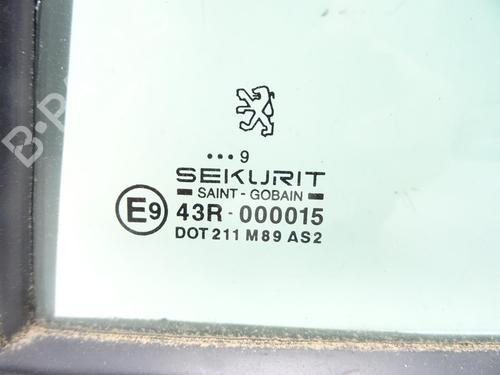 •••9
SEKURIT
SAINT-GOBAIN
E9 43R-000015
DOT 211 M89 AS2